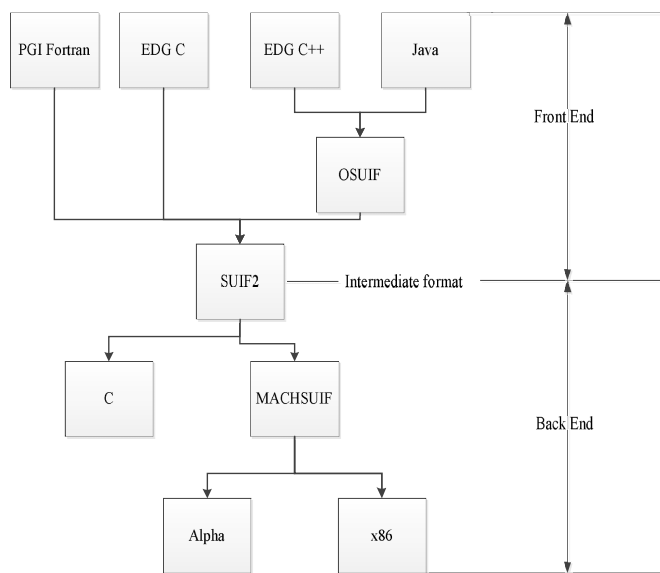 PGI Fortran
EDG C
EDG C++
Java
Front End
OSUIF
SUIF2
Intermediate format
C
MACHSUIF
Back End
Alpha
x86